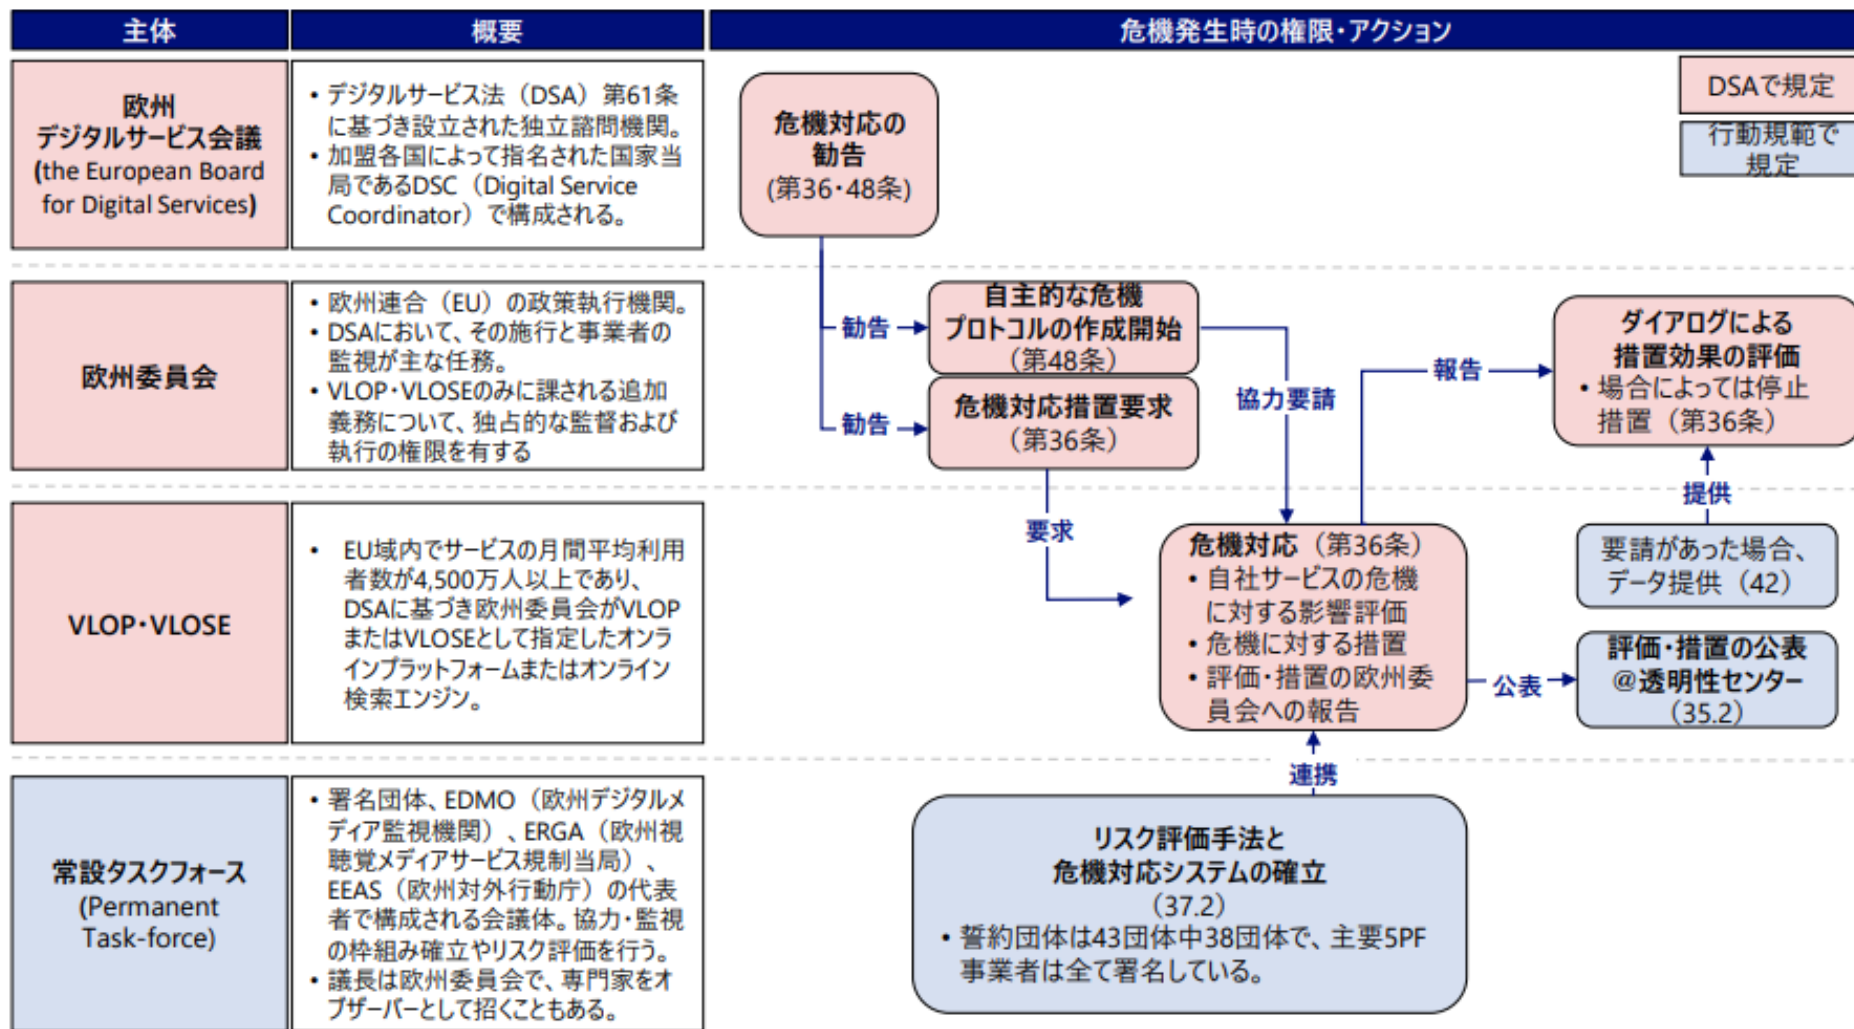 主体
概要
危機発生時の権限・アクション
欧州
デジタルサービス会議
(the European Board
for Digital Services)
• デジタルサービス法（DSA）第61条
に基づき設立された独立諮問機関。
• 加盟各国によって指名された国家当
局であるDSC（Digital Service
Coordinator）で構成される。
危機対応の
勧告
(第36・48条)
DSAで規定
行動規範で
規定
欧州委員会
• 欧州連合（EU）の政策執行機関。
• DSAにおいて、その施行と事業者の
監視が主な任務。
• VLOP・VLOSEのみに課される追加
義務について、独占的な監督および
執行の権限を有する
勧告
自主的な危機
プロトコルの作成開始
（第48条）
勧告
危機対応措置要求
（第36条）
協力要請
報告
ダイアログによる
措置効果の評価
• 場合によっては停止
措置（第36条）
提供
要求
VLOP・VLOSE
• EU域内でサービスの月間平均利用
者数が4,500万人以上であり、
DSAに基づき欧州委員会がVLOP
またはVLOSEとして指定したオンラ
インプラットフォームまたはオンライン
検索エンジン。
危機対応（第36条）
• 自社サービスの危機
に対する影響評価
• 危機に対する措置
• 評価・措置の欧州委
員会への報告
要請があった場合、
データ提供（42）
公表
評価・措置の公表
@透明性センター
（35.2）
連携
常設タスクフォース
(Permanent
Task-force)
• 署名団体、EDMO（欧州デジタルメ
ディア監視機関）、ERGA（欧州視
聴覚メディアサービス規制当局）、
EEAS（欧州対外行動庁）の代表
者で構成される会議体。協力・監視
の枠組み確立やリスク評価を行う。
• 議長は欧州委員会で、専門家をオ
ブザーバーとして招くこともある。
リスク評価手法と
危機対応システムの確立
（37.2）
• 誓約団体は43団体中38団体で、主要5PF
事業者は全て署名している。